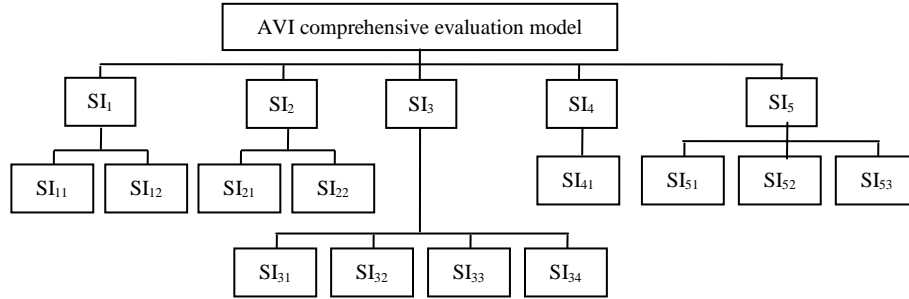 AVI comprehensive evaluation model
SI₁ SI₂ SI₃ SI₄ SI₅
SI₁₁ SI₁₂ SI₂₁ SI₂₂ SI₄₁ SI₅₁ SI₅₂ SI₅₃
SI₃₁ SI₃₂ SI₃₃ SI₃₄